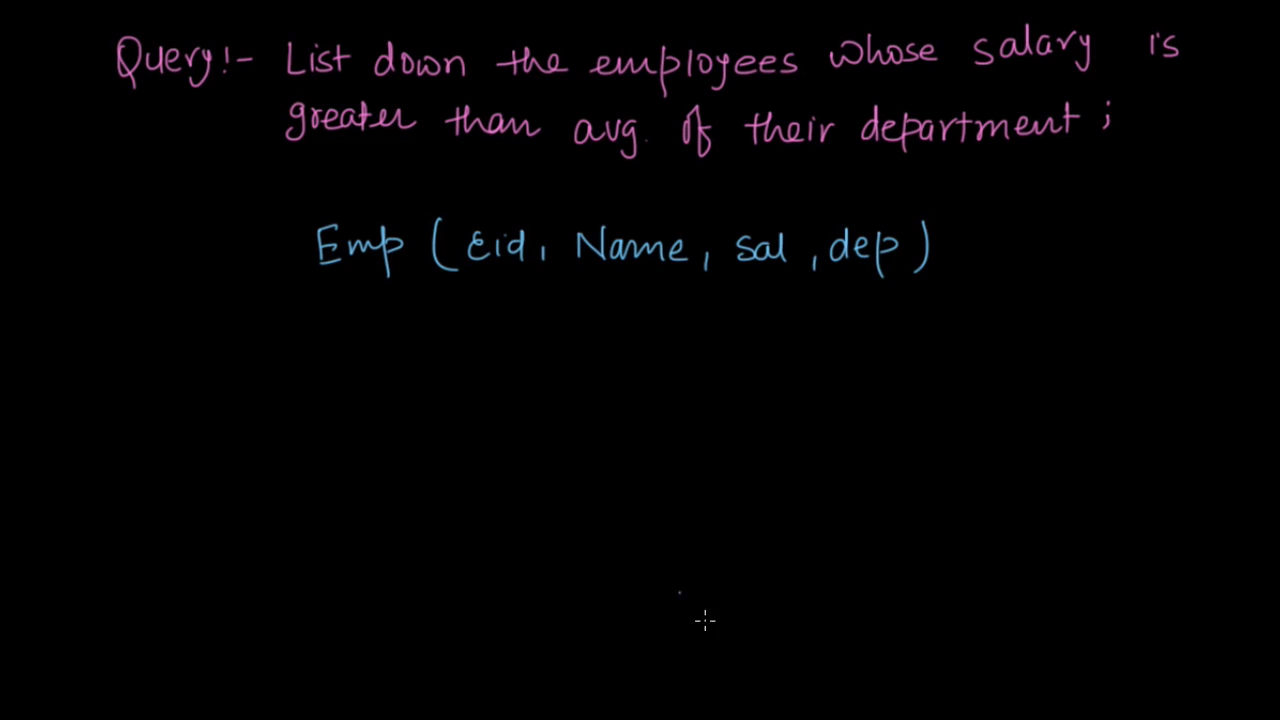 Query:- List down the employees whose salary is
greater than avg. of their department ;
Emp ( Eid, Name, sal, dep )